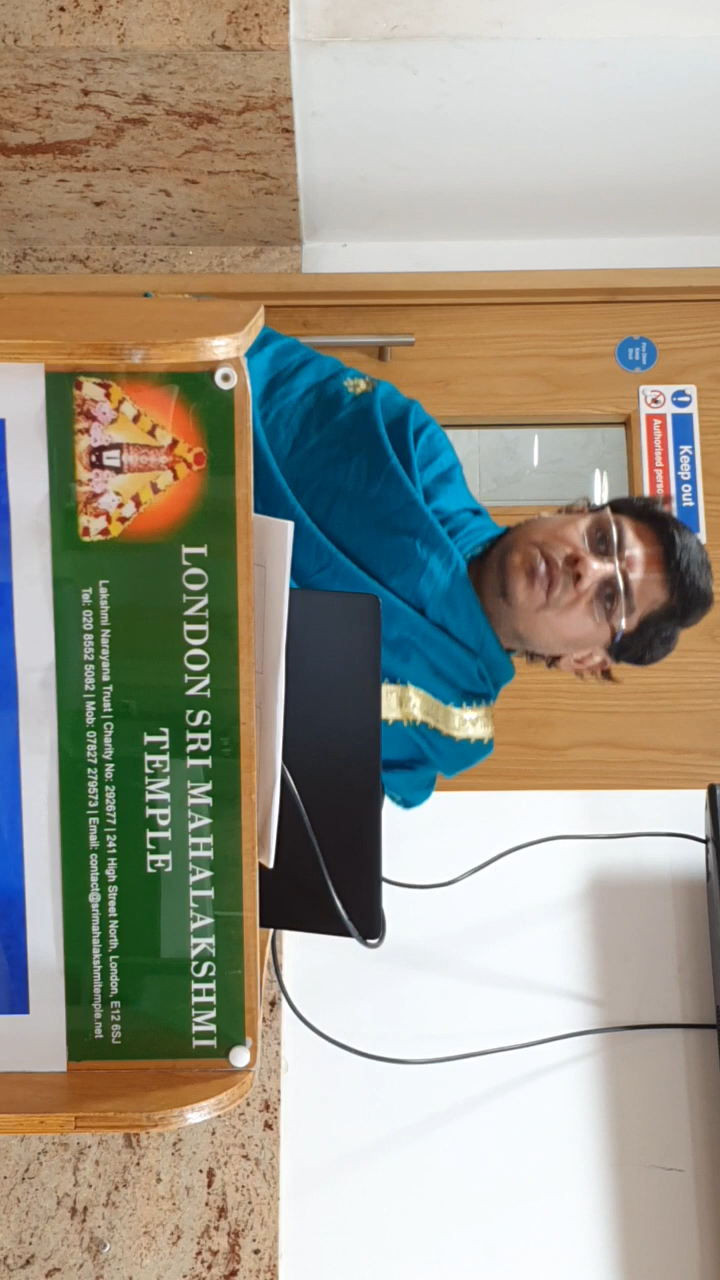 Keep out
Authorised perso
LONDON SRI MAHALAKSHMI
TEMPLE
Lakshmi Narayana Trust | Charity No: 292677 | 241 High Street North, London, E12 6SJ
Tel: 020 8552 5082 | Mob: 07827 279573 | Email: contact@srimahalakshmitemple.net